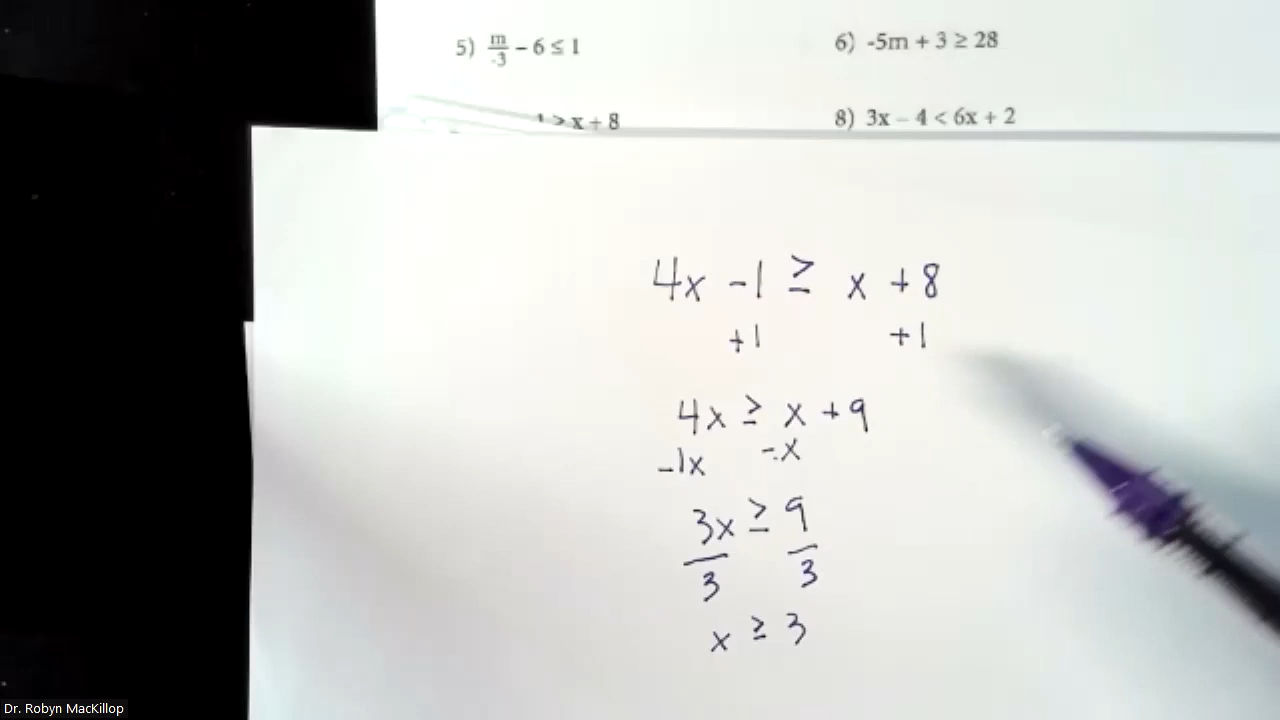 5) m/-3 − 6 ≤ 1
6) -5m + 3 ≥ 28
≥ x + 8
8) 3x − 4 < 6x + 2
4x -1 ≥ x +8
+1 +1
4x ≥ x + 9
-1x -x
3x ≥ 9
3 3
x ≥ 3
Dr. Robyn MacKillop